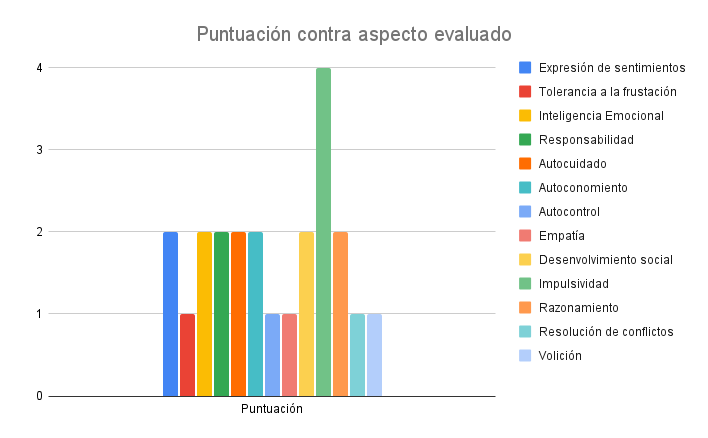 Puntuación contra aspecto evaluado
4
3
2
1
0
Puntuación
Expresión de sentimientos
Tolerancia a la frustación
Inteligencia Emocional
Responsabilidad
Autocuidado
Autoconomiento
Autocontrol
Empatía
Desenvolvimiento social
Impulsividad
Razonamiento
Resolución de conflictos
Volición